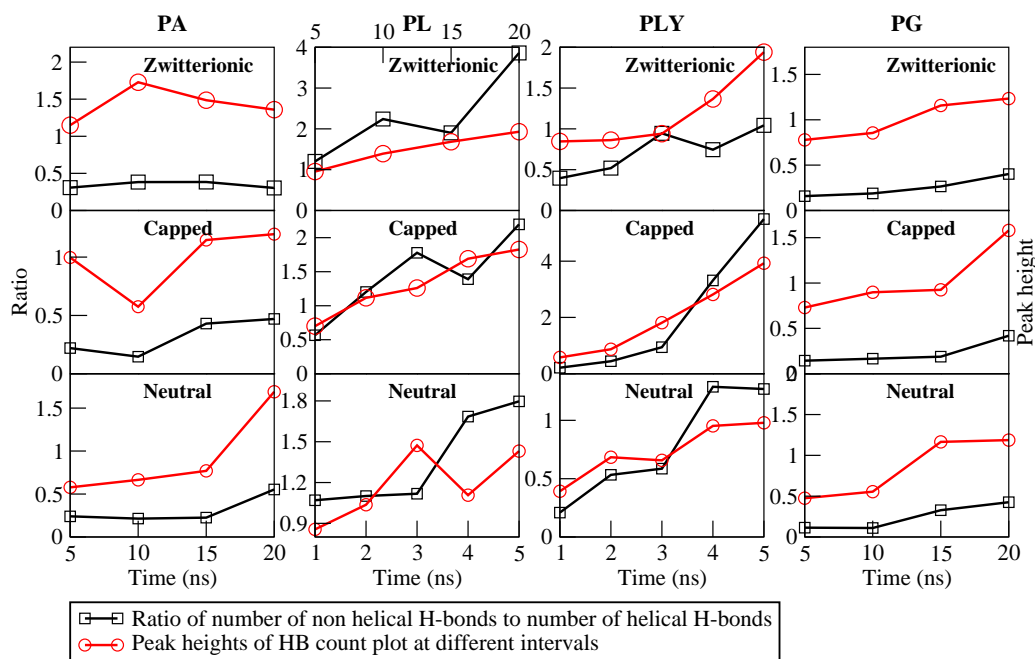 PA PL PLY PG
5 10 15 20
Zwitterionic Zwitterionic Zwitterionic Zwitterionic
2 4 2
1.5 3 1.5 1.5
1 2 1 1
0.5 1 0.5 0.5
0 0 0 0
Capped Capped Capped Capped
1 2 4 1.5
1.5 1
0.5 1 2 0.5
0.5
0 0 0 0
Ratio
Peak height
Neutral Neutral Neutral Neutral
2
1.5 1.8 1 1.5
1 1.5 1
0.5 1.2 0.5 0.5
0 0.9 0 0
5 10 15 20 1 2 3 4 5 1 2 3 4 5 5 10 15 20
Time (ns) Time (ns) Time (ns) Time (ns)
Ratio of number of non helical H-bonds to number of helical H-bonds
Peak heights of HB count plot at different intervals